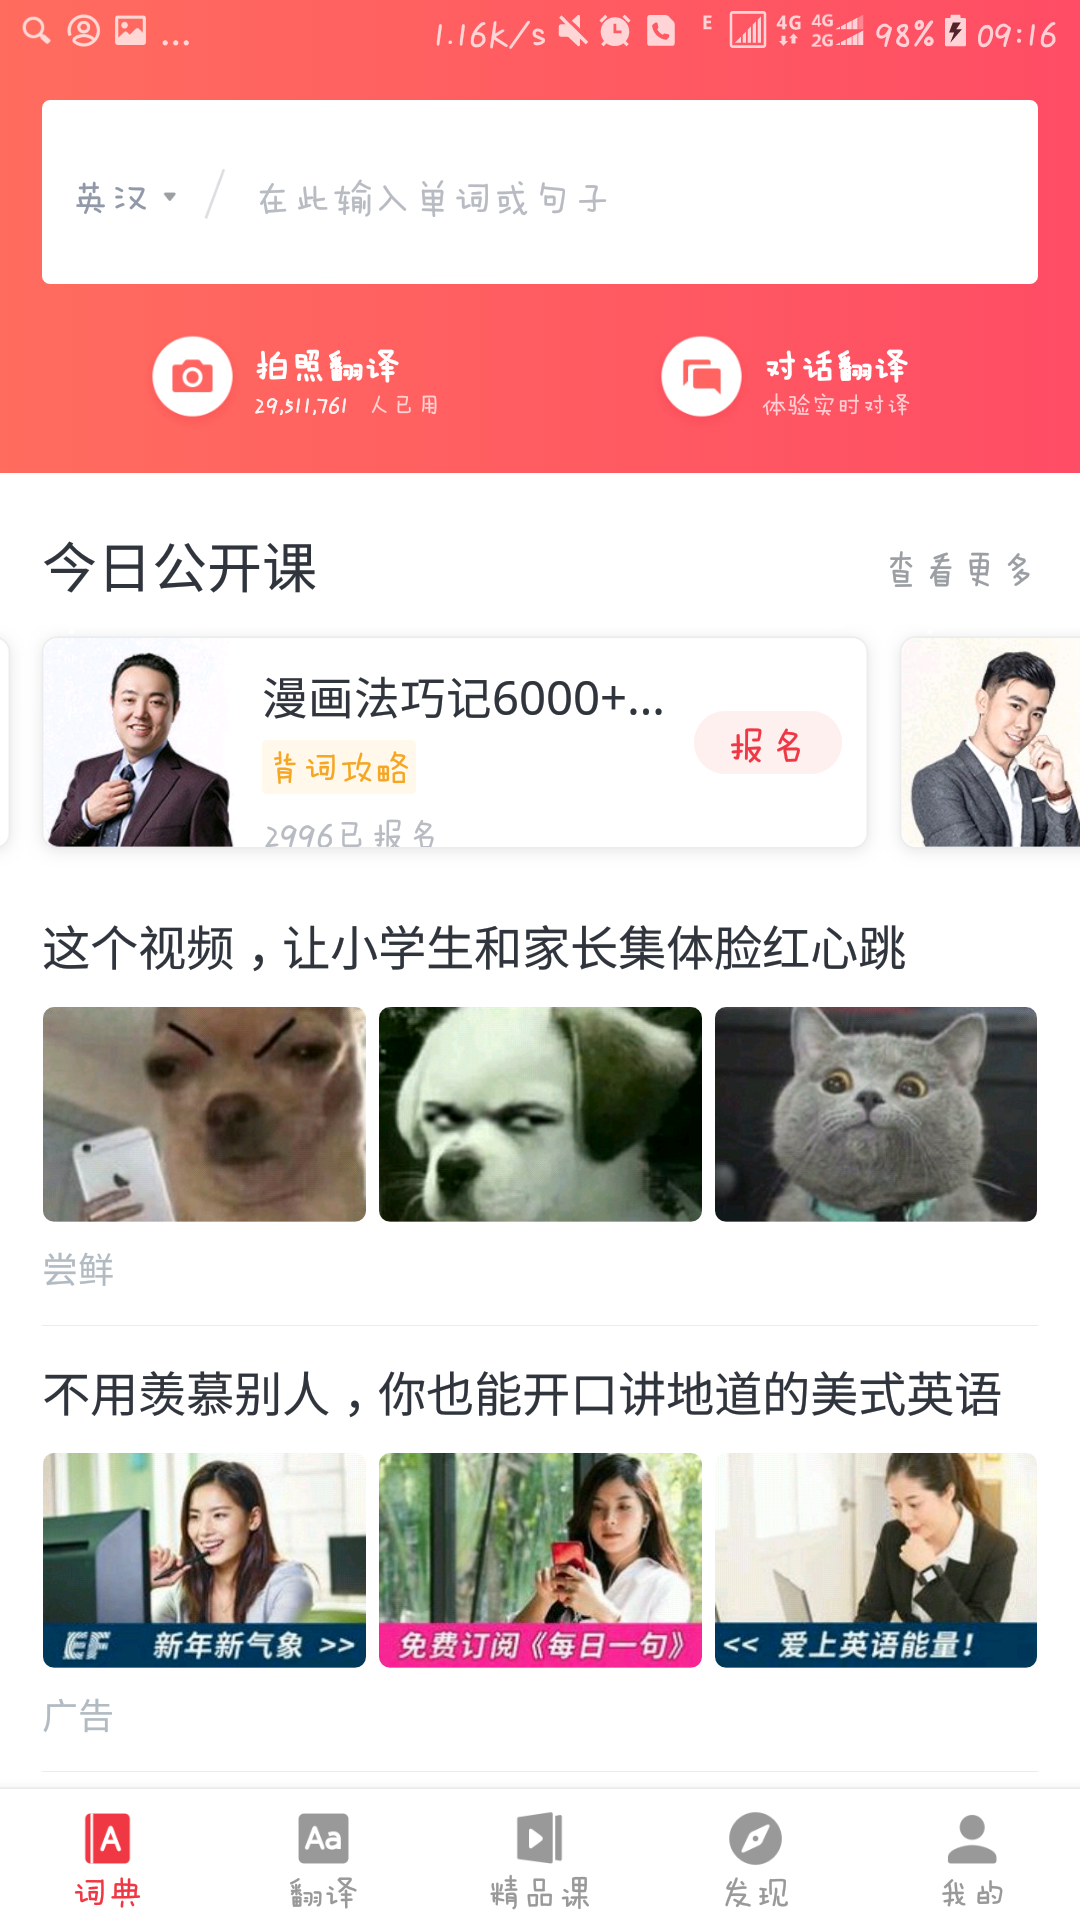 1.16k/s E 4G 4G 2G 98% 09:16
英汉 在此输入单词或句子
拍照翻译
29,511,761 人已用
对话翻译
体验实时对译
今日公开课
查看更多
漫画法巧记6000+...
背词攻略
报名
2996已报名
这个视频，让小学生和家长集体脸红心跳
尝鲜
不用羡慕别人，你也能开口讲地道的美式英语
EF 新年新气象 >>
免费订阅《每日一句》
<< 爱上英语能量！
广告
A
词典
Aa
翻译
精品课
发现
我的